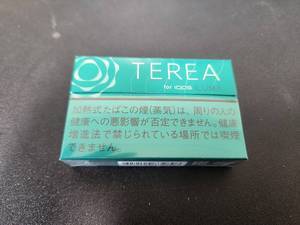 TEREA
for IQOS ILUMA
加熱式たばこの煙(蒸気)は、周りの人の
健康への悪影響が否定できません。健康
増進法で禁じられている場所では喫煙
できません。